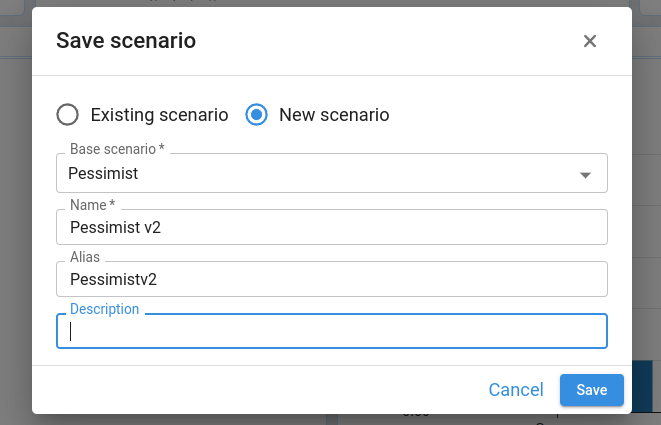 Save scenario
Existing scenario New scenario
Base scenario *
Pessimist
Name *
Pessimist v2
Alias
Pessimistv2
Description
Cancel Save